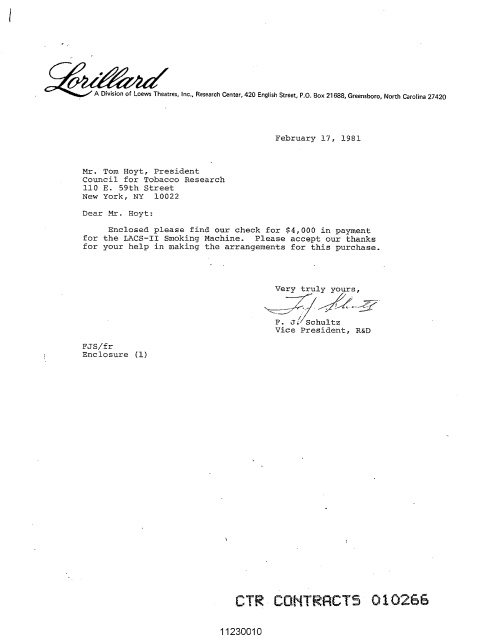 Lorillard
A Division of Loews Theatres, Inc., Research Center, 420 English Street, P.O. Box 21688, Greensboro, North Carolina 27420
February 17, 1981
Mr. Tom Hoyt, President
Council for Tobacco Research
110 E. 59th Street
New York, NY 10022
Dear Mr. Hoyt:
Enclosed please find our check for $4,000 in payment
for the LACS-II Smoking Machine. Please accept our thanks
for your help in making the arrangements for this purchase.
Very truly yours,
F. J. Schultz
F. J. Schultz
Vice President, R&D
FJS/fr
Enclosure (1)
CTR CONTRACTS 010266
11230010